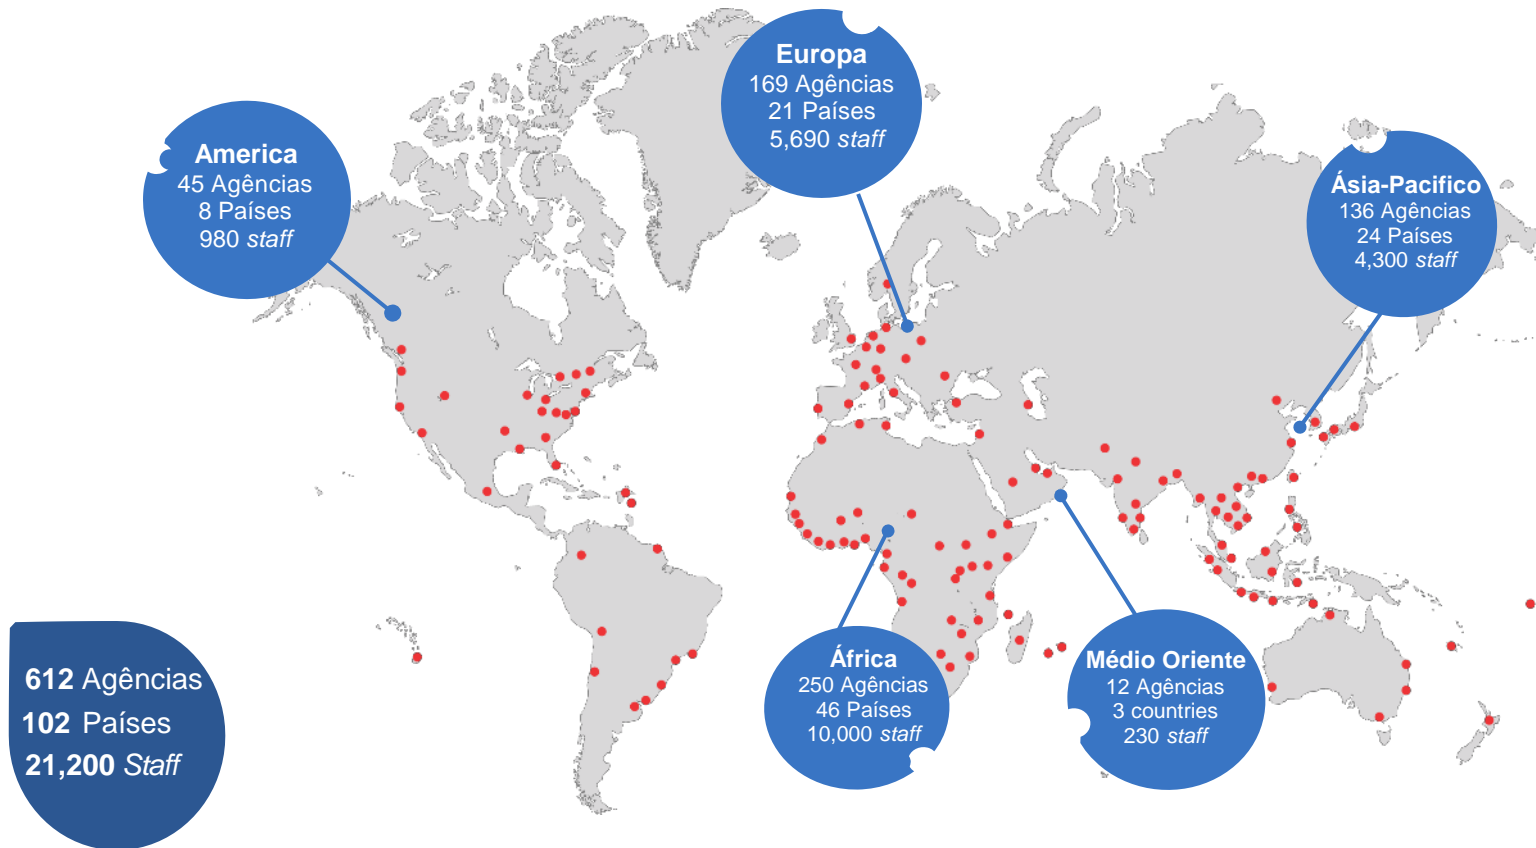 Europa
169 Agências
21 Países
5,690 staff
America
45 Agências
8 Países
980 staff
Ásia-Pacifico
136 Agências
24 Países
4,300 staff
África
250 Agências
46 Países
10,000 staff
Médio Oriente
12 Agências
3 countries
230 staff
612 Agências
102 Países
21,200 Staff